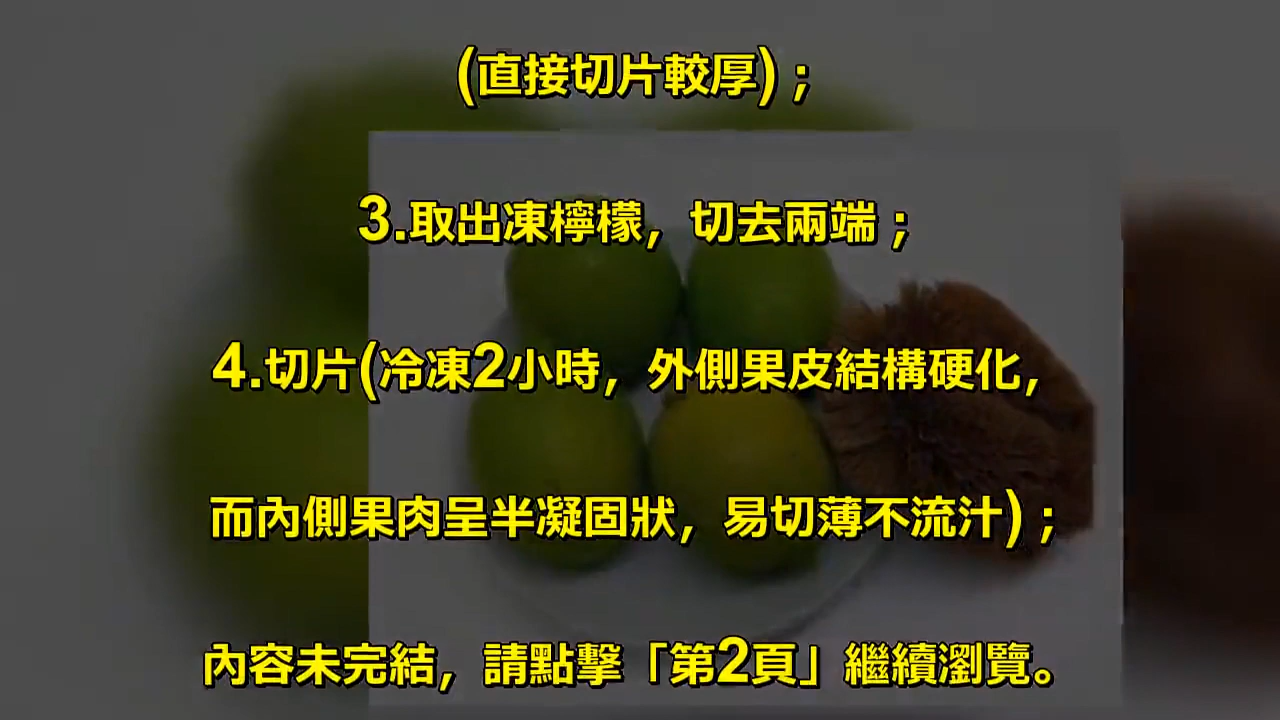 (直接切片較厚)；
3.取出凍檸檬，切去兩端；
4.切片(冷凍2小時，外側果皮結構硬化，
而內側果肉呈半凝固狀，易切薄不流汁)；
內容未完結，請點擊「第2頁」繼續瀏覽。